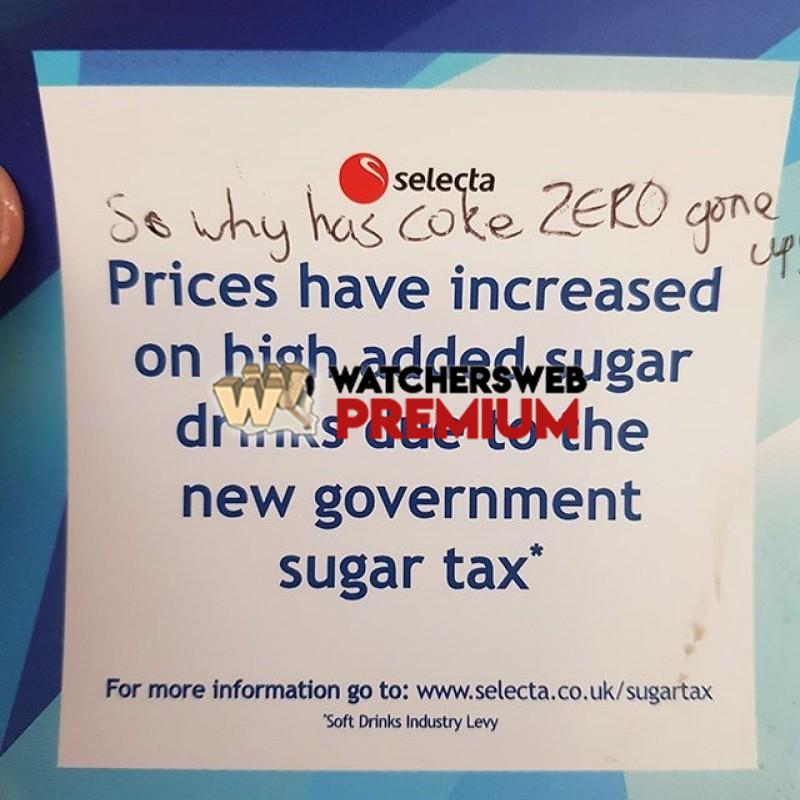 selecta
So why has coke ZERO gone
up?
Prices have increased
on high added sugar
WATCHERSWEB
PREMIUM
drinks due to the
new government
sugar tax*
For more information go to: www.selecta.co.uk/sugartax
*Soft Drinks Industry Levy